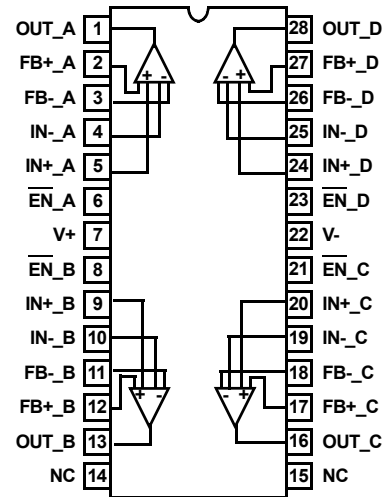 OUT_A 1 28 OUT_D
FB+_A 2 + - - + 27 FB+_D
FB-_A 3 26 FB-_D
IN-_A 4 25 IN-_D
IN+_A 5 24 IN+_D
EN_A 6 23 EN_D
V+ 7 22 V-
EN_B 8 21 EN_C
IN+_B 9 20 IN+_C
IN-_B 10 19 IN-_C
FB-_B 11 18 FB-_C
FB+_B 12 + - - + 17 FB+_C
OUT_B 13 16 OUT_C
NC 14 15 NC